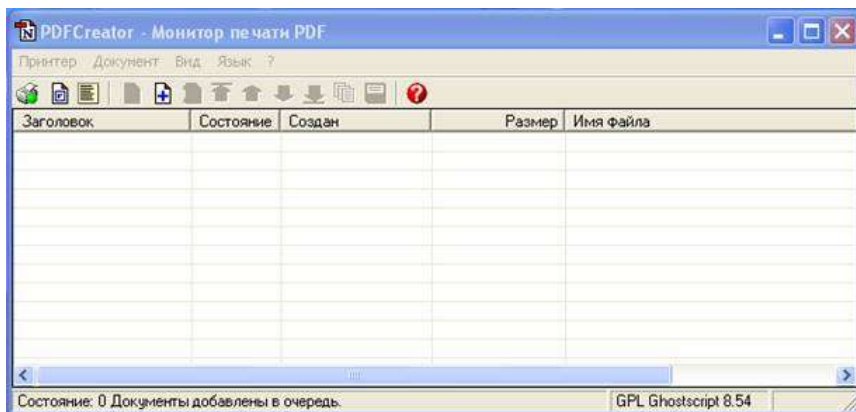 PDFCreator - Монитор печати PDF
Принтер Документ Вид Язык ?
Заголовок Состояние Создан Размер Имя файла
Состояние: 0 Документы добавлены в очередь. GPL Ghostscript 8.54